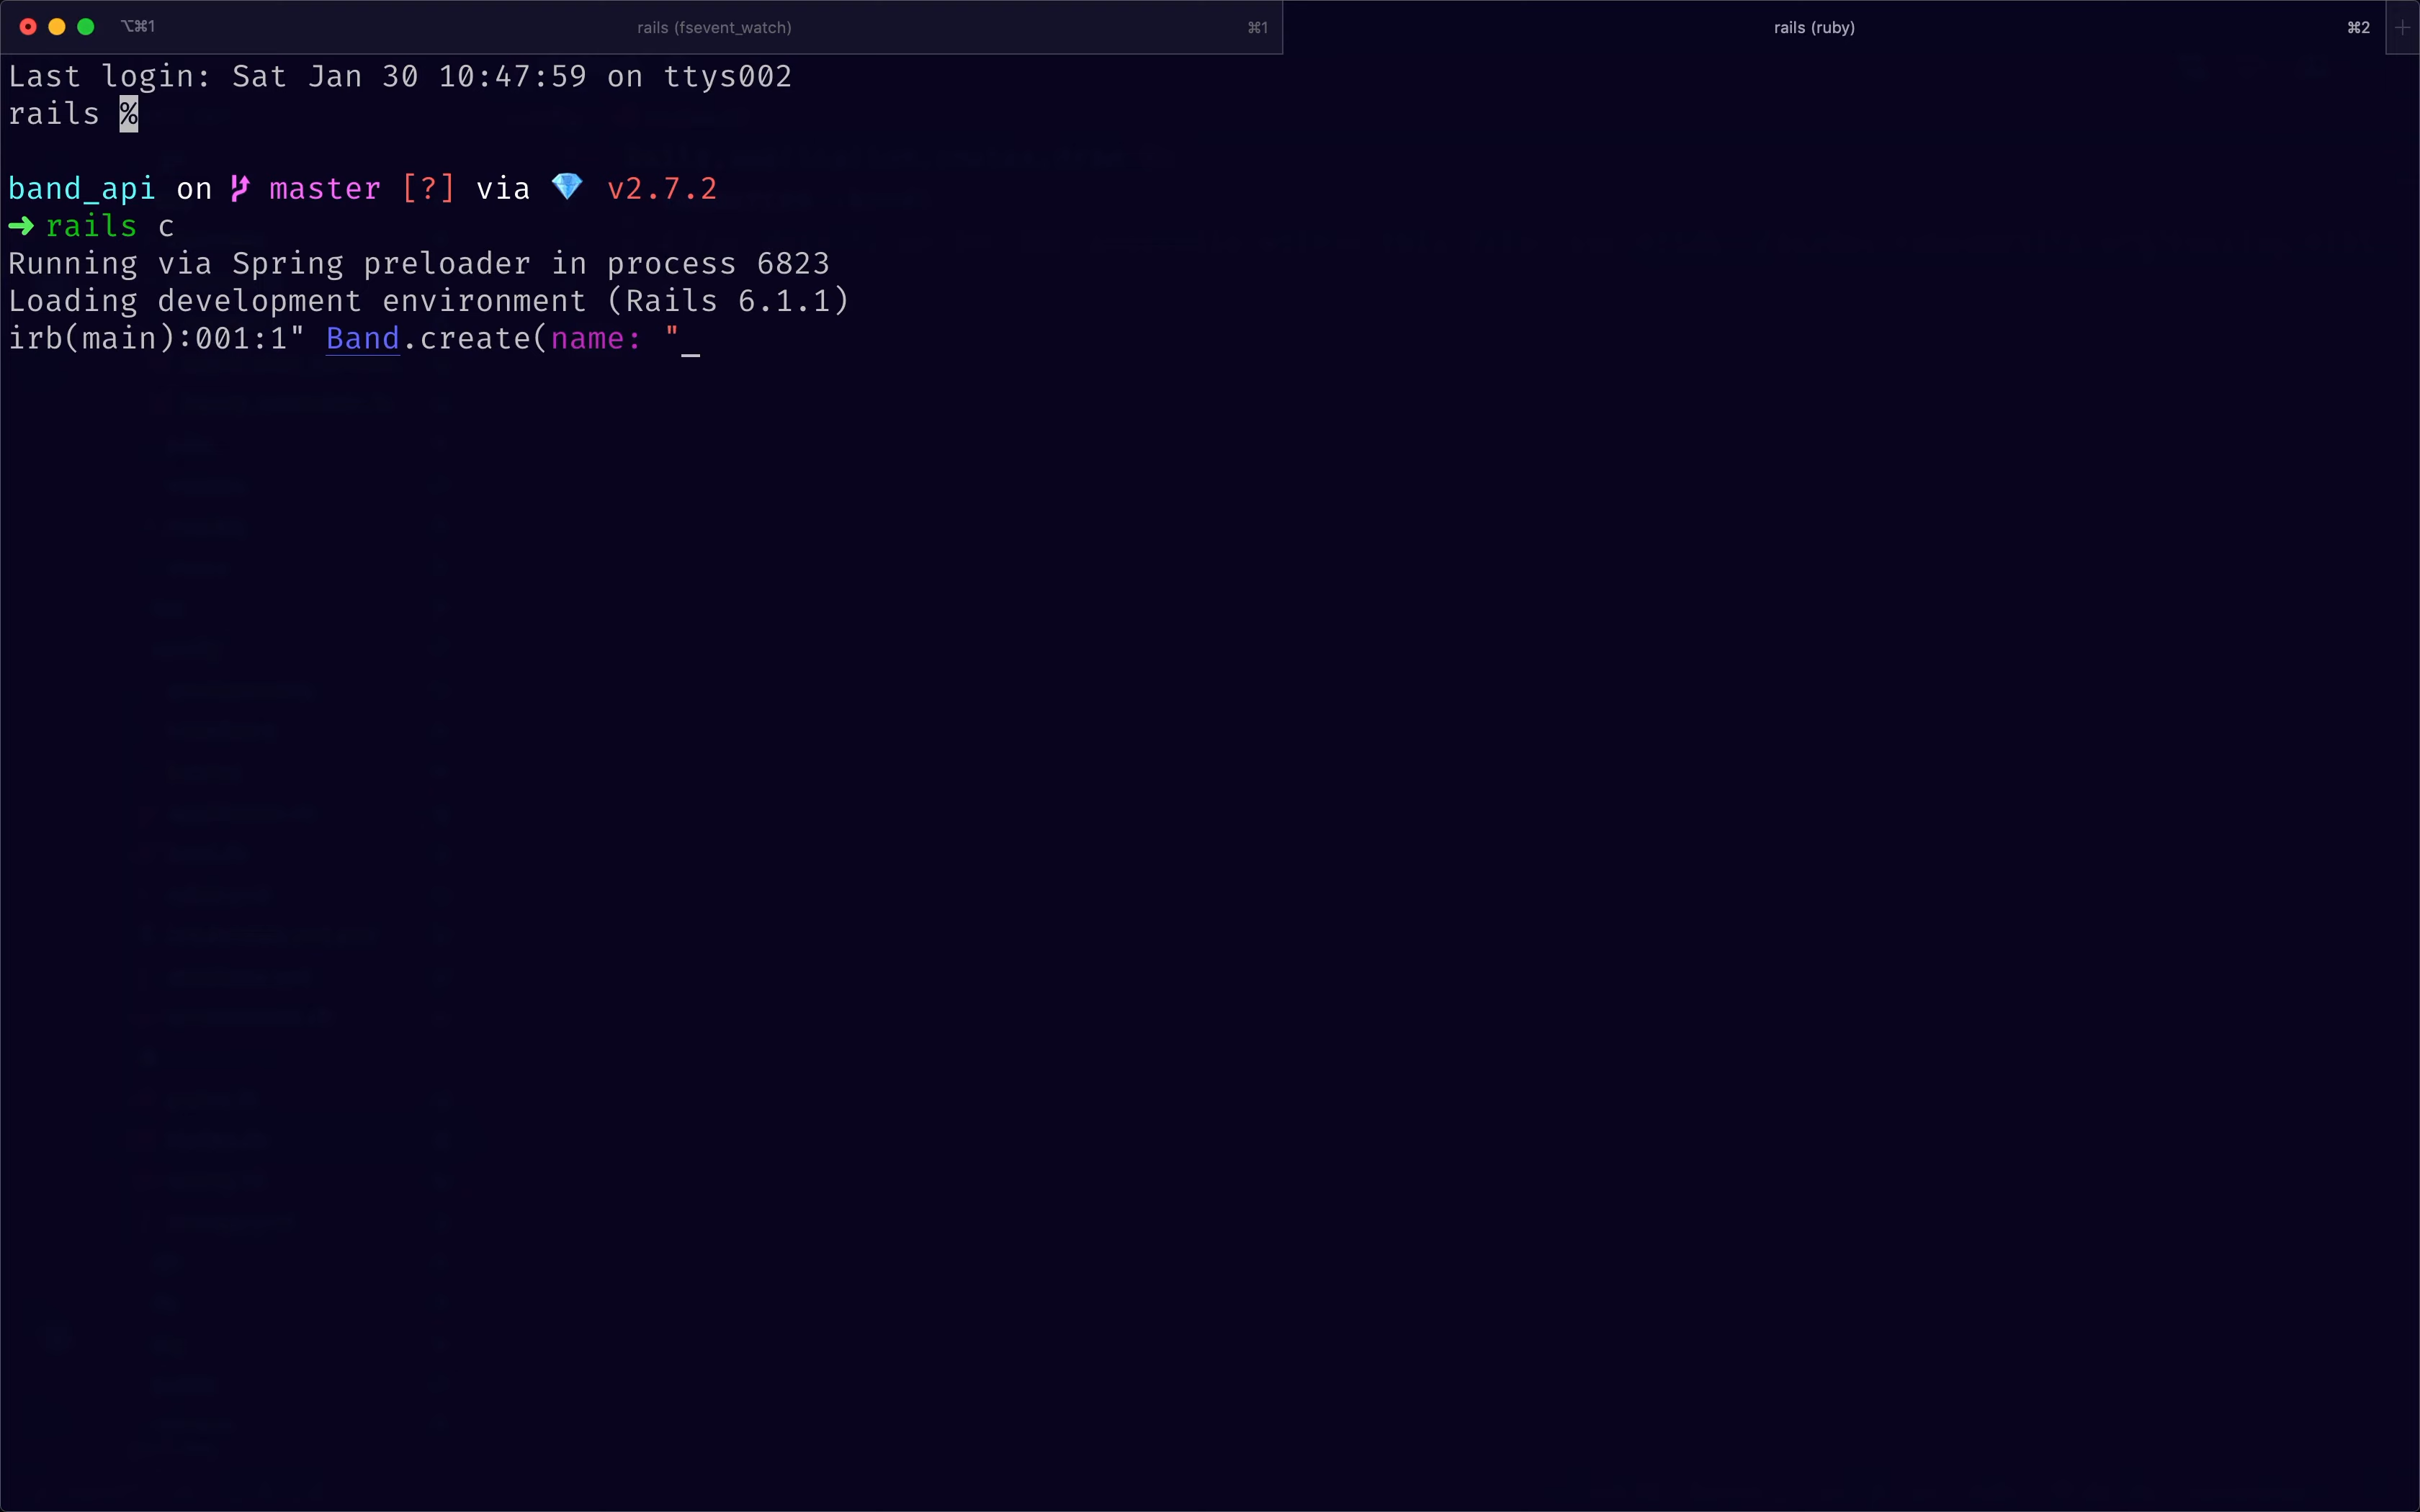 ⌥⌘1 rails (fsevent_watch) ⌘1 rails (ruby) ⌘2 +
Last login: Sat Jan 30 10:47:59 on ttys002
rails %
band_api on master [?] via 💎 v2.7.2
➜ rails c
Running via Spring preloader in process 6823
Loading development environment (Rails 6.1.1)
irb(main):001:1" Band.create(name: "_